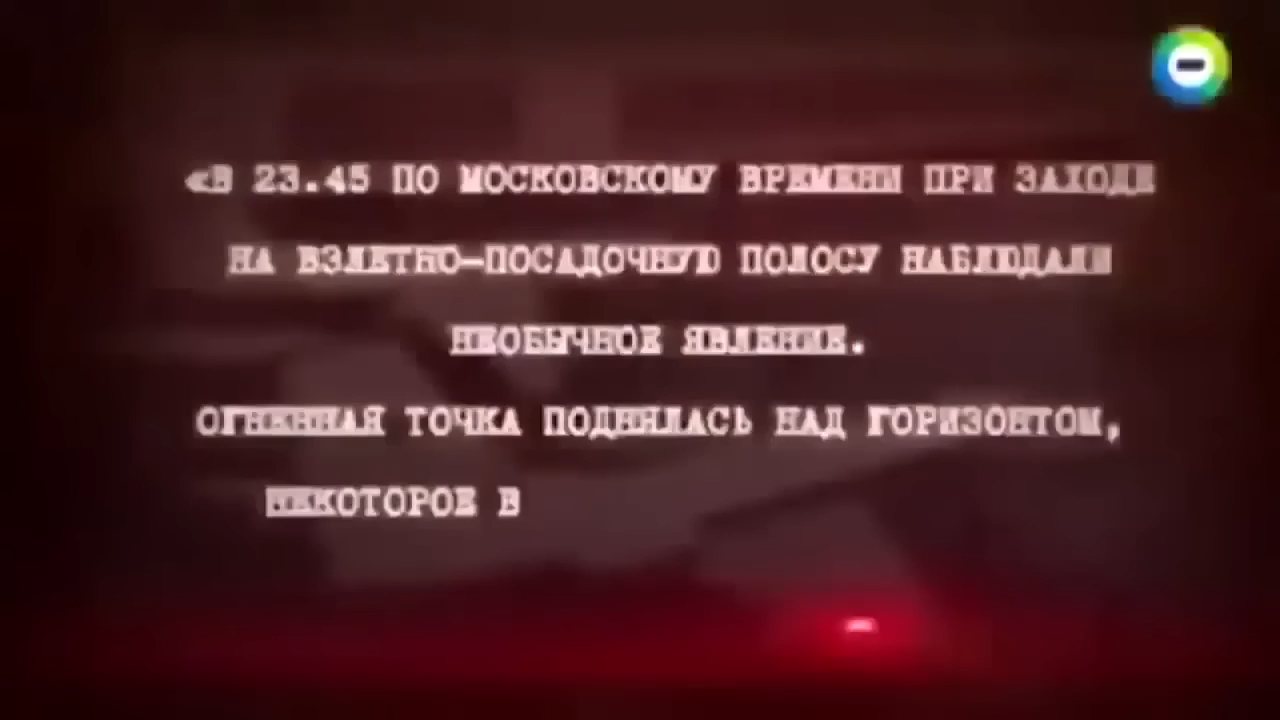 «В 23.45 ПО МОСКОВСКОМУ ВРЕМЕНИ ПРИ ЗАХОДЕ
НА ВЗЛЕТНО-ПОСАДОЧНУЮ ПОЛОСУ НАБЛЮДАЛИ
НЕОБЫЧНОЕ ЯВЛЕНИЕ.
ОГНЕННАЯ ТОЧКА ПОДНЯЛАСЬ НАД ГОРИЗОНТОМ,
НЕКОТОРОЕ В